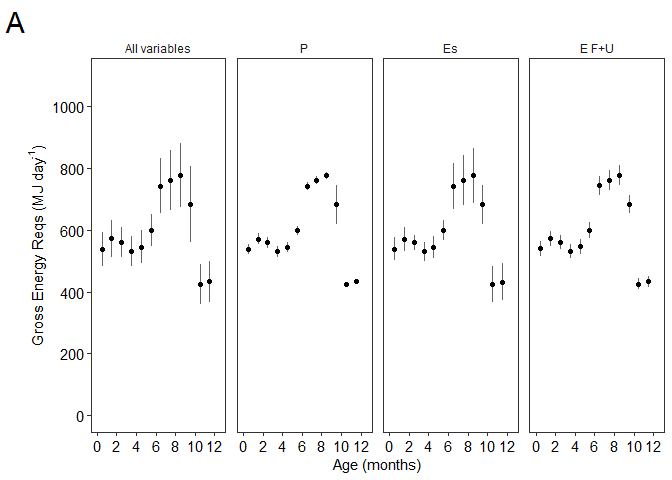 A
All variables P Es E F+U
Gross Energy Reqs (MJ day-1)
1000
800
600
400
200
0
0 2 4 6 8 10 12 0 2 4 6 8 10 12 0 2 4 6 8 10 12 0 2 4 6 8 10 12
Age (months)